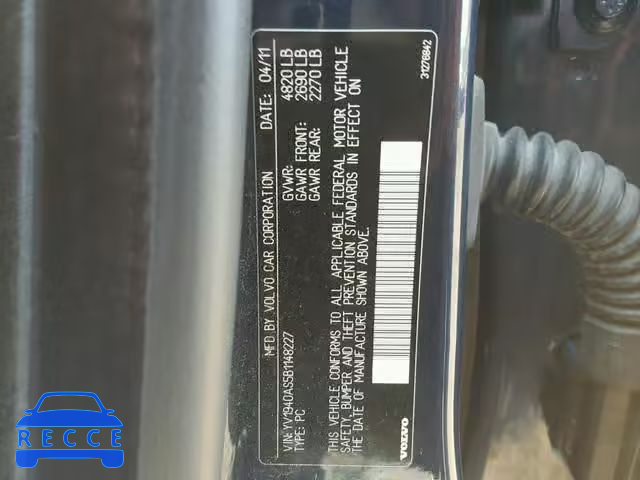 MFD BY VOLVO CAR CORPORATION DATE: 04/11
GVWR: 4820 LB
GAWR FRONT: 2690 LB
GAWR REAR: 2270 LB
V/N: YV1940AS5B1148227
TYPE: PC
THIS VEHICLE CONFORMS TO ALL APPLICABLE FEDERAL MOTOR VEHICLE
SAFETY, BUMPER AND THEFT PREVENTION STANDARDS IN EFFECT ON
THE DATE OF MANUFACTURE SHOWN ABOVE.
VOLVO
31276842
RECCE